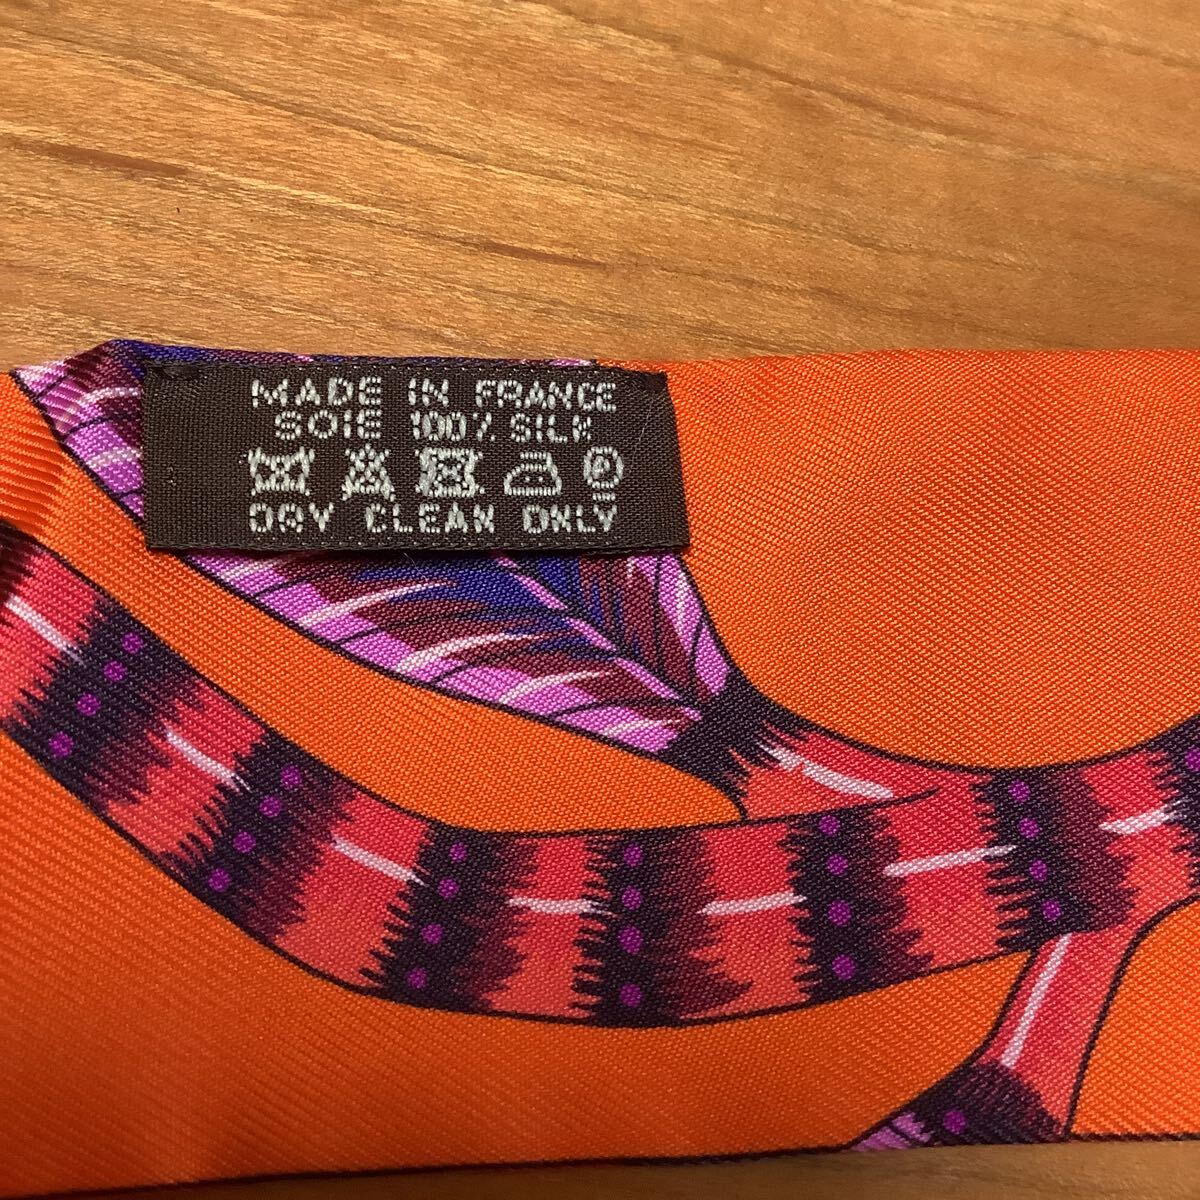 MADE IN FRANCE
SOIE 100% SILK
P
DRY CLEAN ONLY